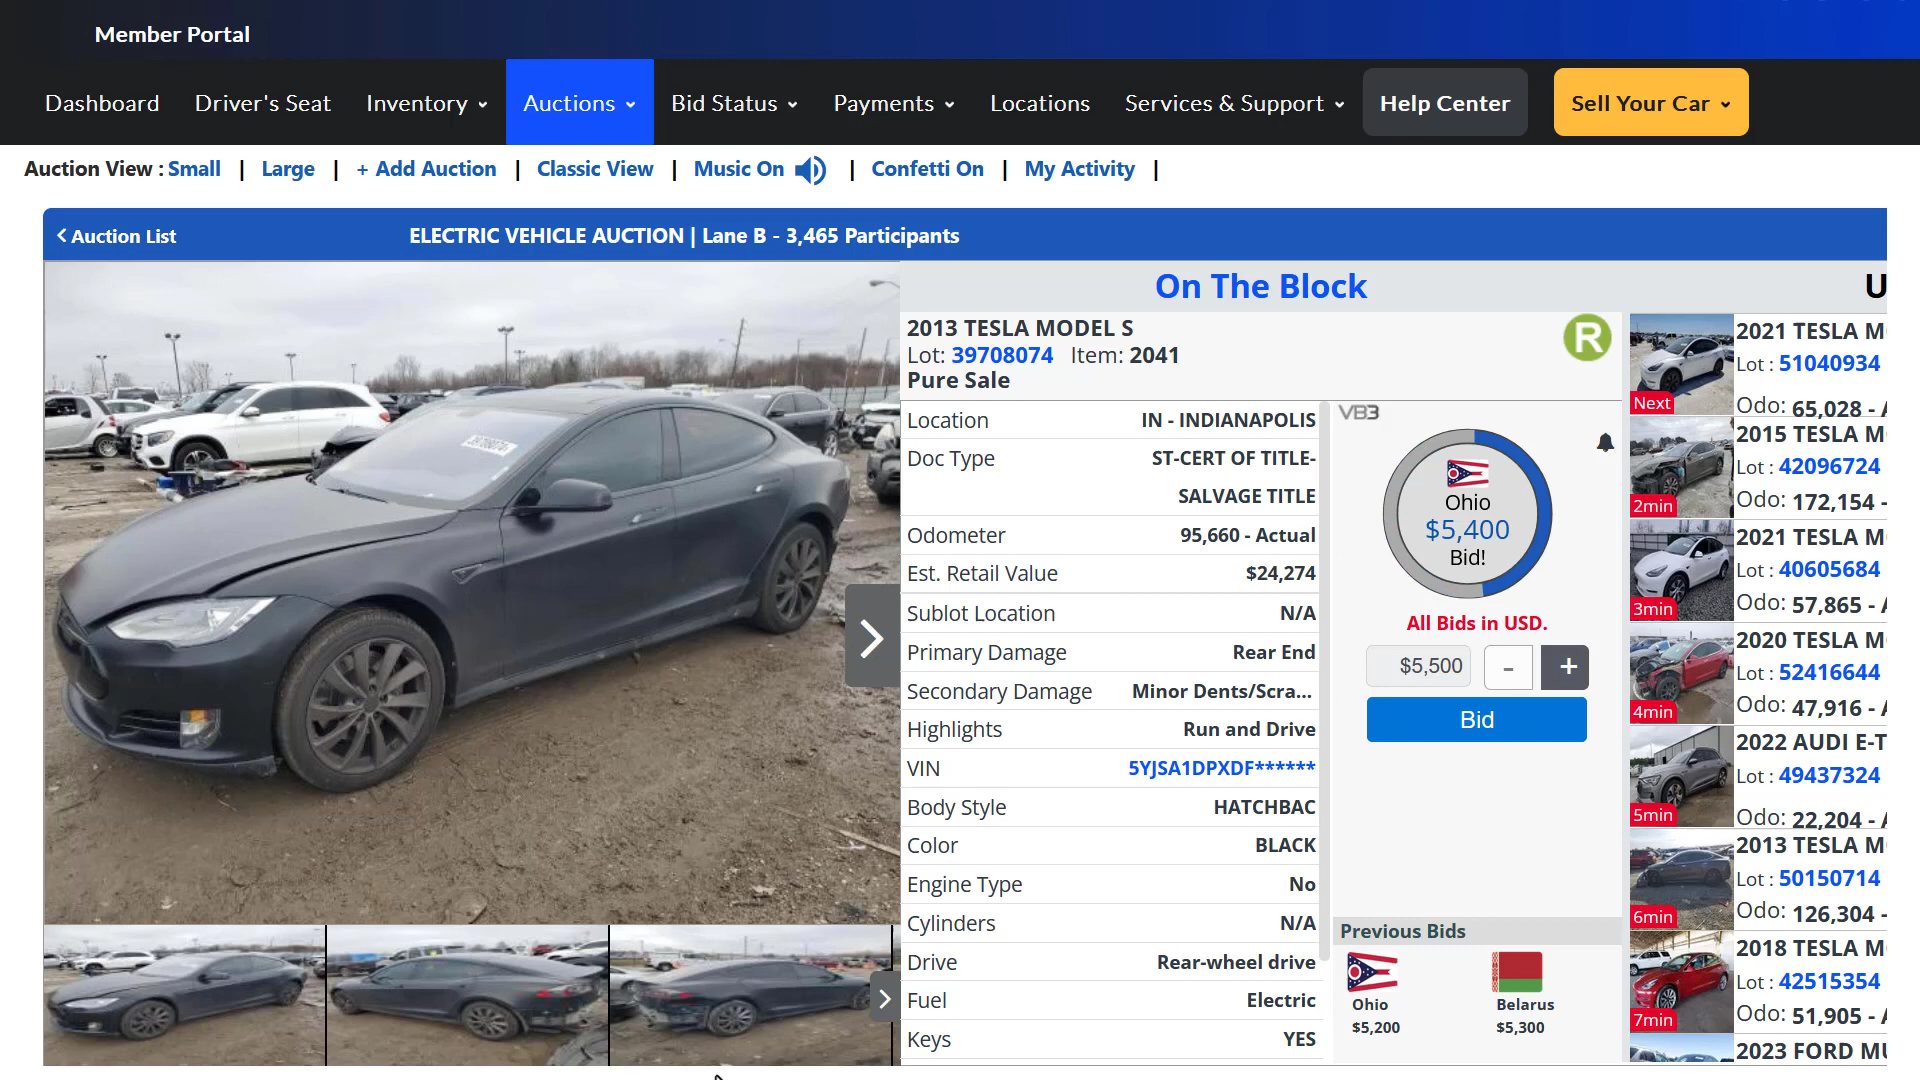 Member Portal
Dashboard Driver's Seat Inventory Auctions Bid Status Payments Locations Services & Support Help Center Sell Your Car
Auction View : Small | Large | + Add Auction | Classic View | Music On | Confetti On | My Activity |
Auction List
ELECTRIC VEHICLE AUCTION | Lane B - 3,465 Participants
On The Block
U
2013 TESLA MODEL S
Lot: 39708074 Item: 2041
Pure Sale
R
Location IN - INDIANAPOLIS
Doc Type ST-CERT OF TITLE-
SALVAGE TITLE
Odometer 95,660 - Actual
Est. Retail Value $24,274
Sublot Location N/A
Primary Damage Rear End
Secondary Damage Minor Dents/Scra...
Highlights Run and Drive
VIN 5YJSA1DPXDF******
Body Style HATCHBAC
Color BLACK
Engine Type No
Cylinders N/A
Drive Rear-wheel drive
Fuel Electric
Keys YES
VB3
Ohio
$5,400
Bid!
All Bids in USD.
$5,500 - +
Bid
Previous Bids
Ohio
$5,200
Belarus
$5,300
2021 TESLA M
Lot : 51040934
Next
Odo: 65,028 - A
2015 TESLA M
Lot : 42096724
2min
Odo: 172,154 -
2021 TESLA M
Lot : 40605684
3min
Odo: 57,865 - A
2020 TESLA M
Lot : 52416644
4min
Odo: 47,916 - A
2022 AUDI E-T
Lot : 49437324
5min
Odo: 22,204 - A
2013 TESLA M
Lot : 50150714
6min
Odo: 126,304 -
2018 TESLA M
Lot : 42515354
7min
Odo: 51,905 - A
2023 FORD MU